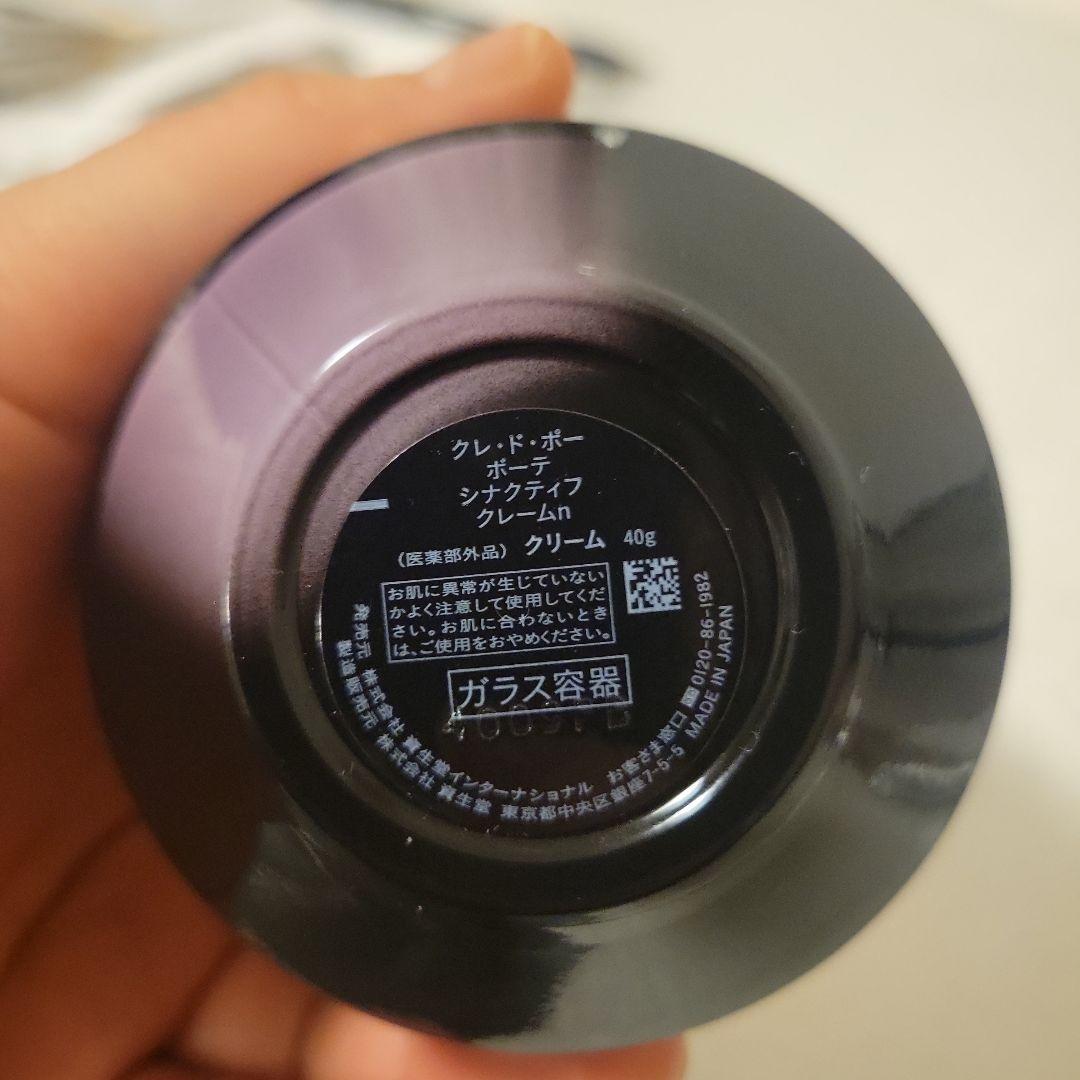 クレ・ド・ポー
ボーテ
シナクティフ
クレームn
（医薬部外品） クリーム 40g
お肌に異常が生じていない
かよく注意して使用してくだ
さい。お肌に合わないとき
は、ご使用をおやめください。
ガラス容器
発売元 株式会社 資生堂インターナショナル お客さま窓口 0120-86-1982
製造販売元 株式会社 資生堂 東京都中央区銀座7-5-5 MADE IN JAPAN